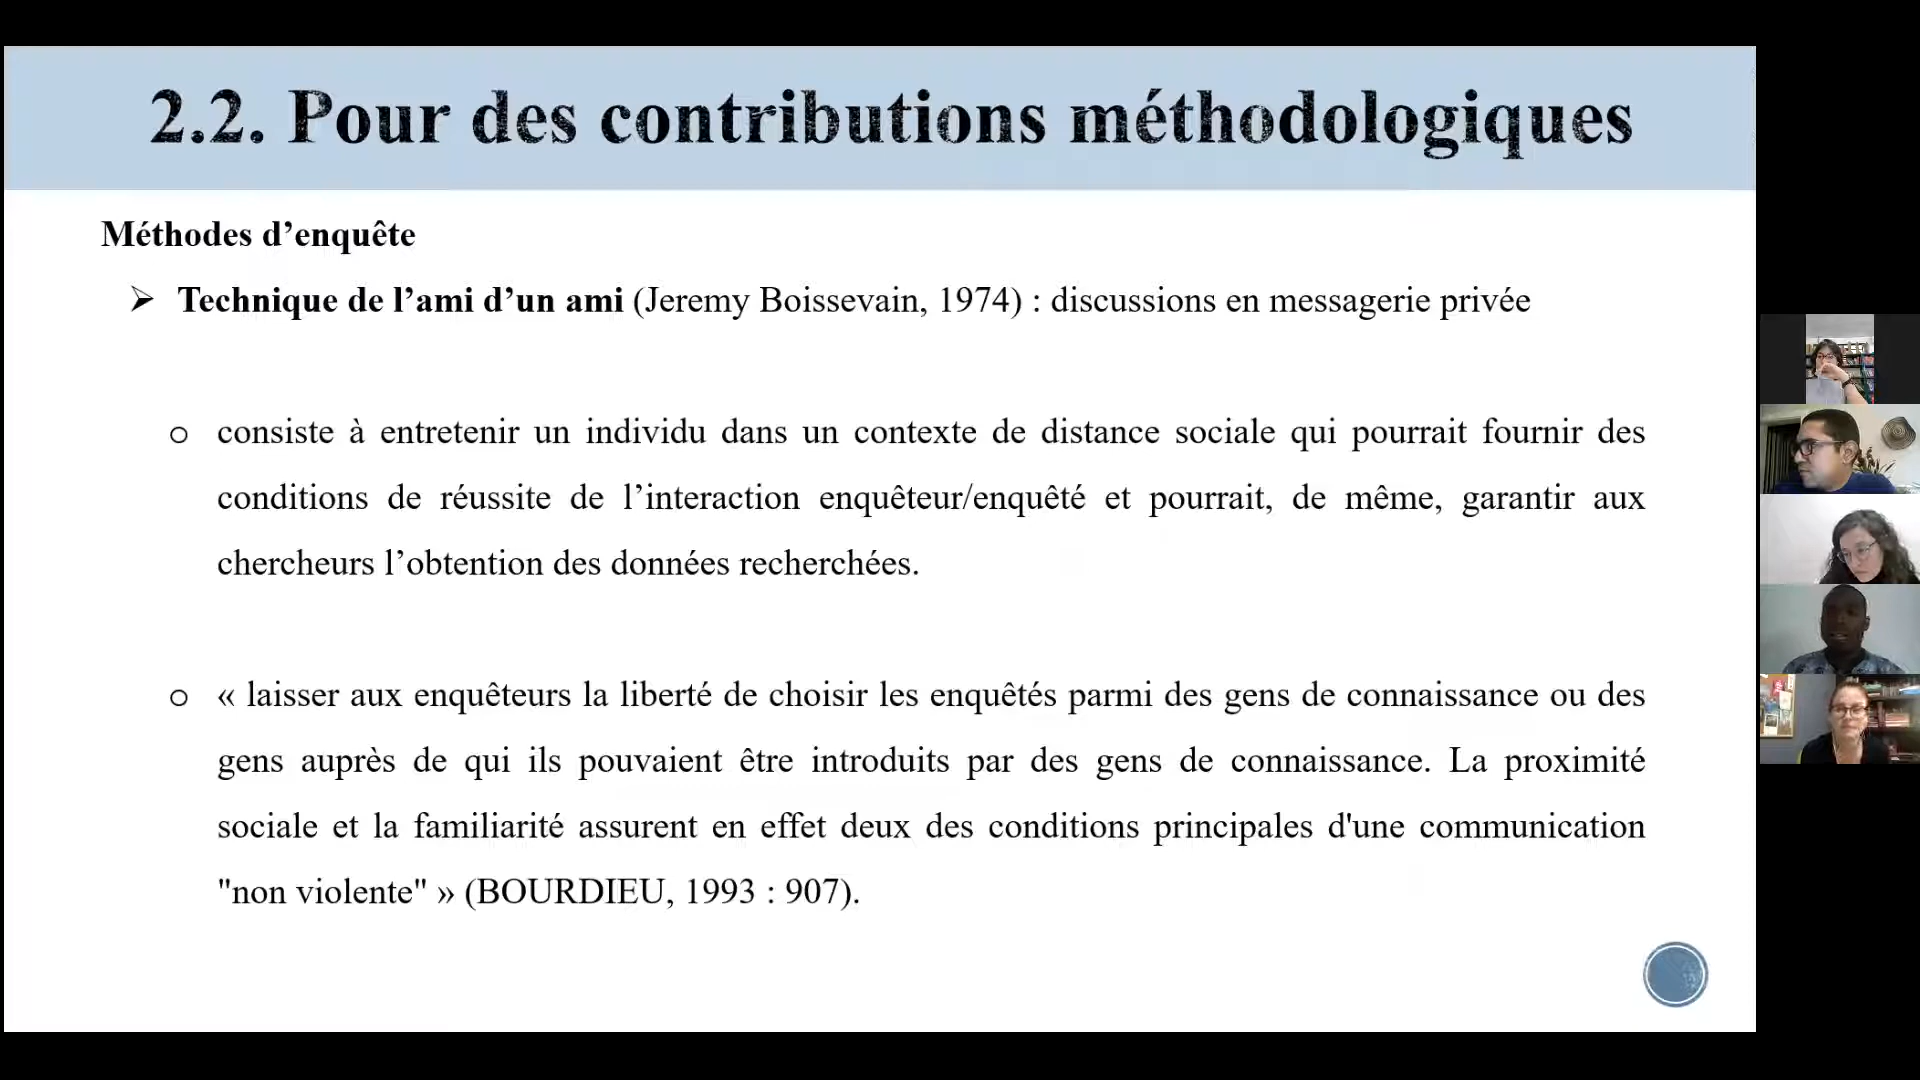 2.2. Pour des contributions méthodologiques
Méthodes d’enquête
➢ Technique de l’ami d’un ami (Jeremy Boissevain, 1974) : discussions en messagerie privée
o consiste à entretenir un individu dans un contexte de distance sociale qui pourrait fournir des
conditions de réussite de l’interaction enquêteur/enquêté et pourrait, de même, garantir aux
chercheurs l’obtention des données recherchées.
o « laisser aux enquêteurs la liberté de choisir les enquêtés parmi des gens de connaissance ou des
gens auprès de qui ils pouvaient être introduits par des gens de connaissance. La proximité
sociale et la familiarité assurent en effet deux des conditions principales d'une communication
"non violente" » (BOURDIEU, 1993 : 907).